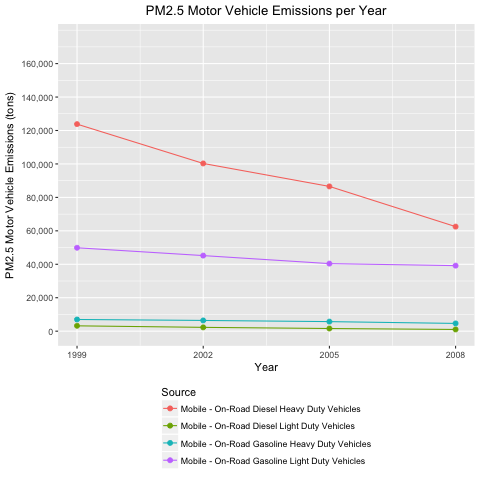 PM2.5 Motor Vehicle Emissions per Year
PM2.5 Motor Vehicle Emissions (tons)
160,000
140,000
120,000
100,000
80,000
60,000
40,000
20,000
0
1999 2002 2005 2008
Year
Source
Mobile - On-Road Diesel Heavy Duty Vehicles
Mobile - On-Road Diesel Light Duty Vehicles
Mobile - On-Road Gasoline Heavy Duty Vehicles
Mobile - On-Road Gasoline Light Duty Vehicles